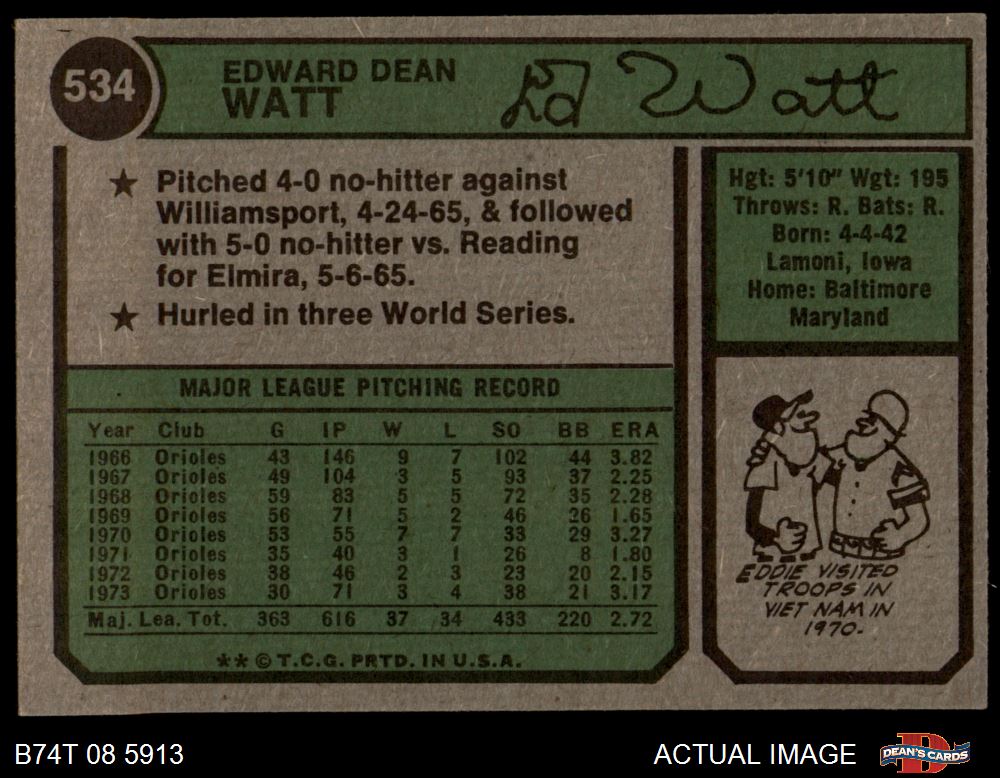 534
EDWARD DEAN
WATT
Ed Watt
★ Pitched 4-0 no-hitter against
Williamsport, 4-24-65, & followed
with 5-0 no-hitter vs. Reading
for Elmira, 5-6-65.
★ Hurled in three World Series.
Hgt: 5'10" Wgt: 195
Throws: R. Bats: R.
Born: 4-4-42
Lamoni, Iowa
Home: Baltimore
Maryland
MAJOR LEAGUE PITCHING RECORD
Year Club G IP W L SO BB ERA
1966 Orioles 43 146 9 7 102 44 3.82
1967 Orioles 49 104 3 5 93 37 2.25
1968 Orioles 59 83 5 5 72 35 2.28
1969 Orioles 56 71 5 2 46 26 1.65
1970 Orioles 53 55 7 7 33 29 3.27
1971 Orioles 35 40 3 1 26 8 1.80
1972 Orioles 38 46 2 3 23 20 2.15
1973 Orioles 30 71 3 4 38 21 3.17
Maj. Lea. Tot. 363 616 37 34 433 220 2.72
** © T.C.G. PRTD. IN U.S.A.
EDDIE VISITED
TROOPS IN
VIET NAM IN
1970.
B74T 08 5913
ACTUAL IMAGE
DEAN'S CARDS